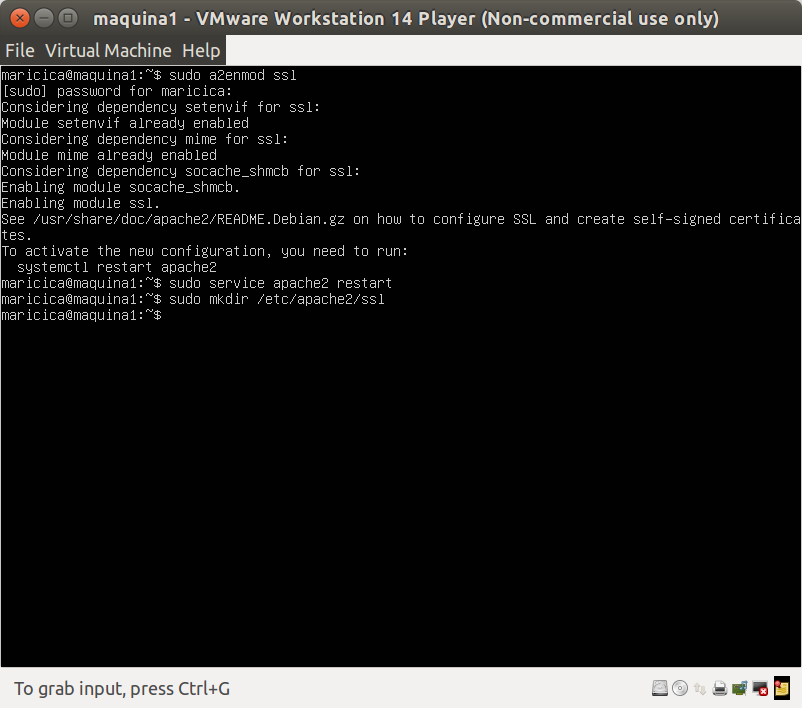 maquina1 - VMware Workstation 14 Player (Non-commercial use only)
File Virtual Machine Help
maricica@maquina1:~$ sudo a2enmod ssl
[sudo] password for maricica:
Considering dependency setenvif for ssl:
Module setenvif already enabled
Considering dependency mime for ssl:
Module mime already enabled
Considering dependency socache_shmcb for ssl:
Enabling module socache_shmcb.
Enabling module ssl.
See /usr/share/doc/apache2/README.Debian.gz on how to configure SSL and create self-signed certifica
tes.
To activate the new configuration, you need to run:
  systemctl restart apache2
maricica@maquina1:~$ sudo service apache2 restart
maricica@maquina1:~$ sudo mkdir /etc/apache2/ssl
maricica@maquina1:~$
To grab input, press Ctrl+G